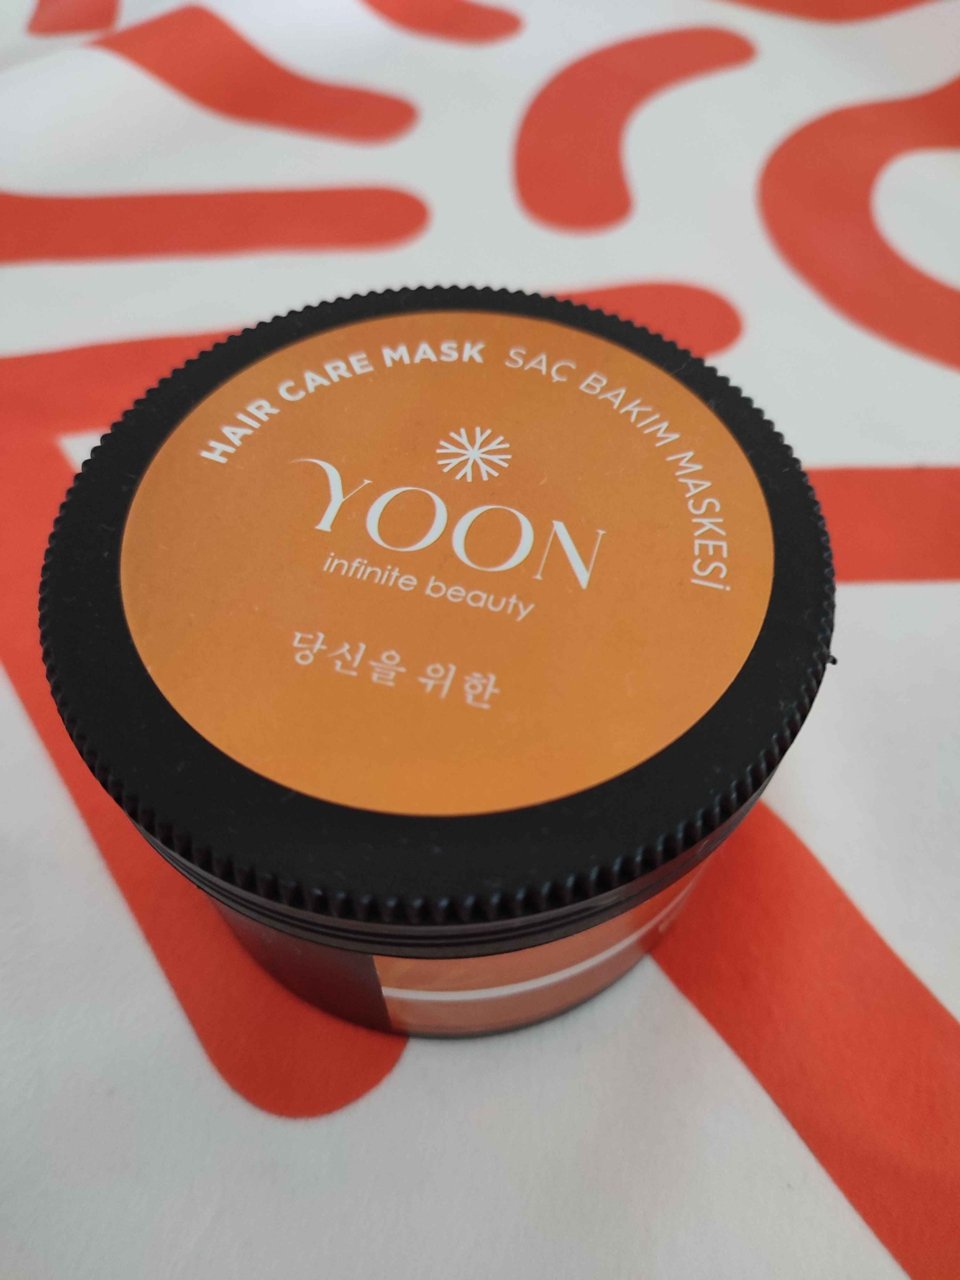 HAIR CARE MASK SAÇ BAKIM MASKESİ
YOON
infinite beauty
당신을 위한